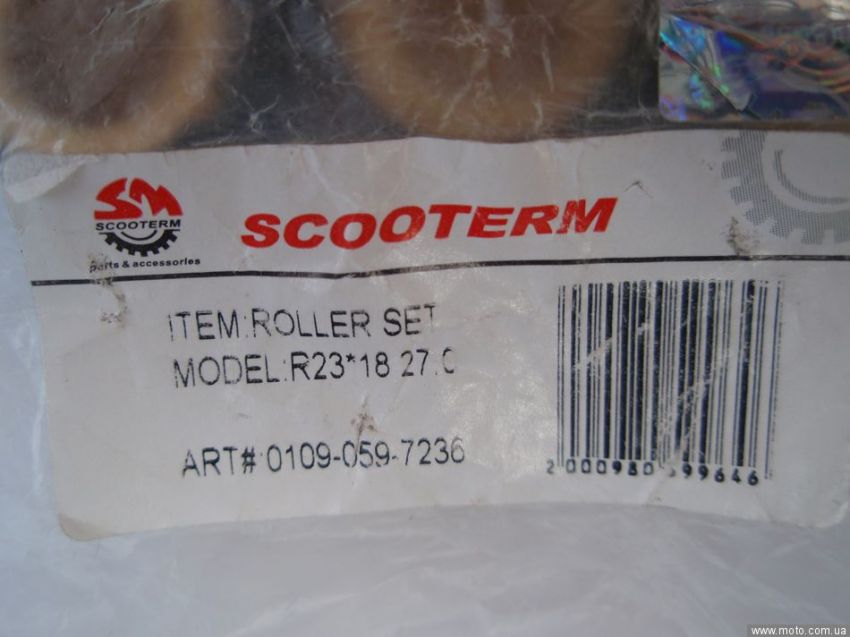 SM
SCOOTERM
parts & accessories
SCOOTERM
ITEM:ROLLER SET
MODEL:R23*18 27.0
ART#:0109-059-7236
www.moto.com.ua